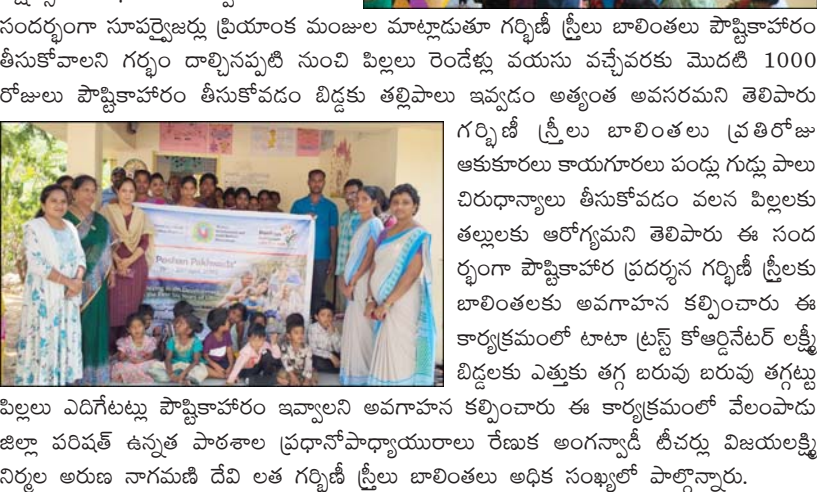 సందర్భంగా సూపర్వైజర్లు ప్రియాంక మంజుల మాట్లాడుతూ గర్భిణీ స్త్రీలు బాలింతలు పౌష్టికాహారం
తీసుకోవాలని గర్భం దాల్చినప్పటి నుంచి పిల్లలు రెండేళ్లు వయసు వచ్చేవరకు మొదటి 1000
రోజులు పౌష్టికాహారం తీసుకోవడం బిడ్డకు తల్లిపాలు ఇవ్వడం అత్యంత అవసరమని తెలిపారు
గర్భిణీ స్త్రీలు బాలింతలు ప్రతిరోజు
ఆకుకూరలు కాయగూరలు పండ్లు గుడ్లు పాలు
చిరుధాన్యాలు తీసుకోవడం వలన పిల్లలకు
తల్లులకు ఆరోగ్యమని తెలిపారు ఈ సంద
ర్భంగా పౌష్టికాహార ప్రదర్శన గర్భిణీ స్త్రీలకు
బాలింతలకు అవగాహన కల్పించారు ఈ
కార్యక్రమంలో టాటా ట్రస్ట్ కోఆర్డినేటర్ లక్ష్మీ
బిడ్డలకు ఎత్తుకు తగ్గ బరువు బరువు తగ్గట్టు
పిల్లలు ఎదిగేటట్లు పౌష్టికాహారం ఇవ్వాలని అవగాహన కల్పించారు ఈ కార్యక్రమంలో వేలంపాడు
జిల్లా పరిషత్ ఉన్నత పాఠశాల ప్రధానోపాధ్యాయురాలు రేణుక అంగన్వాడీ టీచర్లు విజయలక్ష్మి
నిర్మల అరుణ నాగమణి దేవి లత గర్భిణీ స్త్రీలు బాలింతలు అధిక సంఖ్యలో పాల్గొన్నారు.
Poshan Pakhwada